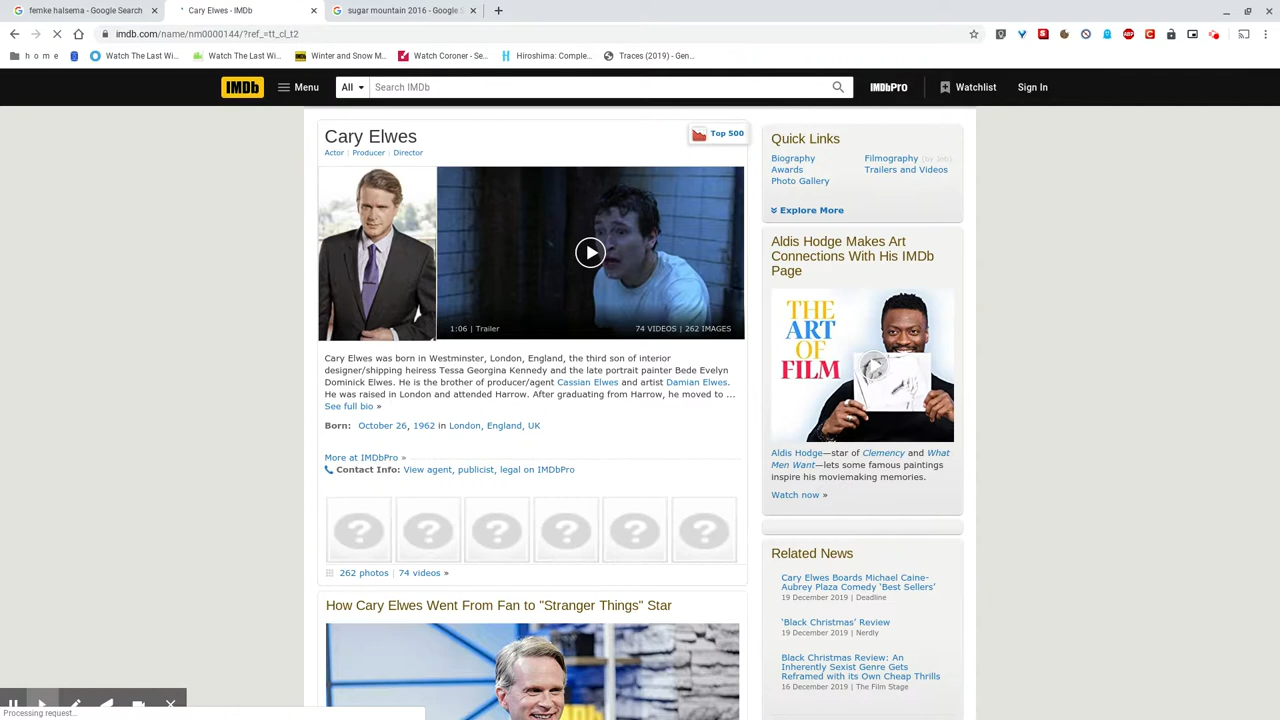 femke halsema - Google Search
Cary Elwes - IMDb
sugar mountain 2016 - Google S
imdb.com/name/nm0000144/?ref_=tt_cl_t2
h o m e
Watch The Last Wi...
Watch The Last Wi...
Winter and Snow M...
Watch Coroner - Se...
Hiroshima: Comple...
Traces (2019) - Gen...
IMDb
Menu
All
Search IMDb
IMDbPro
Watchlist
Sign In
Cary Elwes
Top 500
Actor | Producer | Director
1:06 | Trailer
74 VIDEOS | 262 IMAGES
Cary Elwes was born in Westminster, London, England, the third son of interior
designer/shipping heiress Tessa Georgina Kennedy and the late portrait painter Bede Evelyn
Dominick Elwes. He is the brother of producer/agent Cassian Elwes and artist Damian Elwes.
He was raised in London and attended Harrow. After graduating from Harrow, he moved to ...
See full bio »
Born: October 26, 1962 in London, England, UK
More at IMDbPro »
Contact Info: View agent, publicist, legal on IMDbPro
262 photos | 74 videos »
How Cary Elwes Went From Fan to "Stranger Things" Star
Quick Links
Biography
Awards
Photo Gallery
Filmography (by Job)
Trailers and Videos
Explore More
Aldis Hodge Makes Art
Connections With His IMDb
Page
THE
ART
OF
FILM
Aldis Hodge—star of Clemency and What
Men Want—lets some famous paintings
inspire his moviemaking memories.
Watch now »
Related News
Cary Elwes Boards Michael Caine-
Aubrey Plaza Comedy ‘Best Sellers’
19 December 2019 | Deadline
‘Black Christmas’ Review
19 December 2019 | Nerdly
Black Christmas Review: An
Inherently Sexist Genre Gets
Reframed with its Own Cheap Thrills
16 December 2019 | The Film Stage
Processing request...